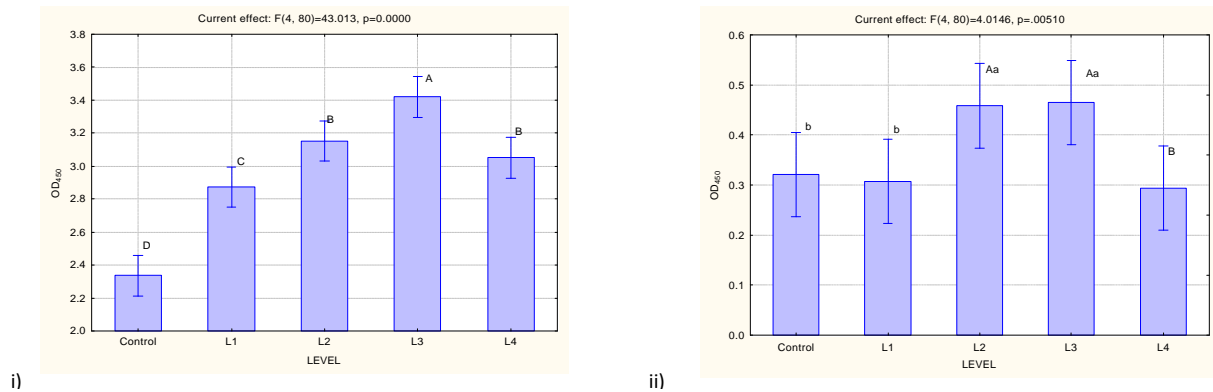 Current effect: F(4, 80)=43.013, p=0.0000
3.8
3.6
3.4
3.2
3.0
2.8
2.6
2.4
2.2
2.0
OD450
D
C
B
A
B
Control L1 L2 L3 L4
LEVEL
i)
Current effect: F(4, 80)=4.0146, p=.00510
0.6
0.5
0.4
0.3
0.2
0.1
0.0
OD450
b
b
Aa
Aa
B
Control L1 L2 L3 L4
LEVEL
ii)